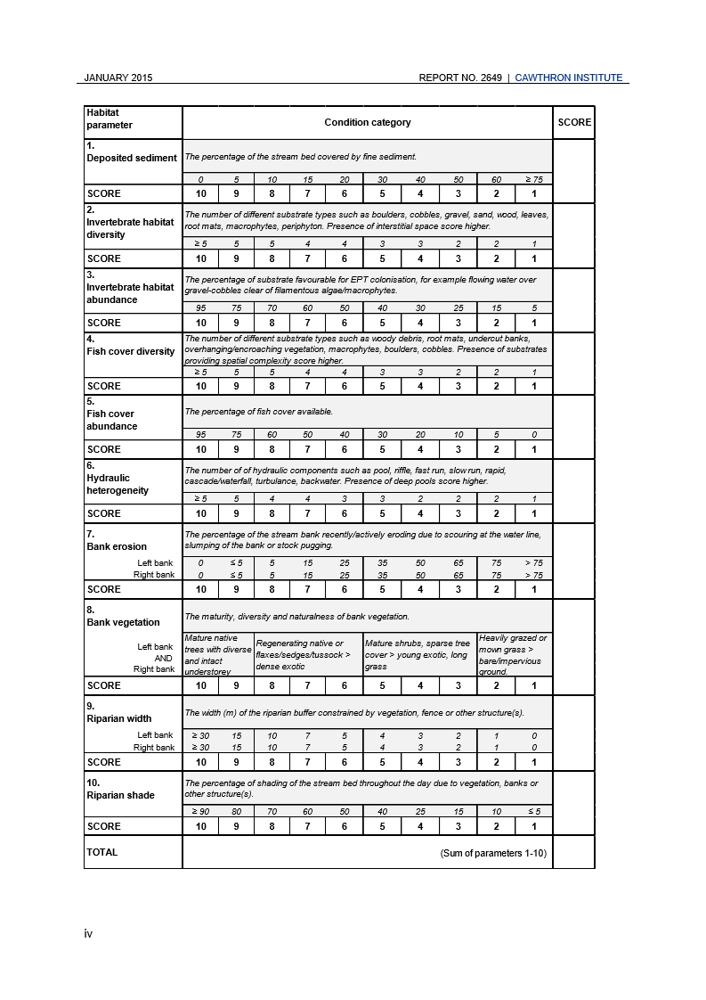 JANUARY 2015 REPORT NO. 2649 | CAWTHRON INSTITUTE
Habitat parameter Condition category SCORE
1.
Deposited sediment The percentage of the stream bed covered by fine sediment.
0 5 10 15 20 30 40 50 60 ≥ 75
SCORE 10 9 8 7 6 5 4 3 2 1
2.
Invertebrate habitat diversity
The number of different substrate types such as boulders, cobbles, gravel, sand, wood, leaves,
root mats, macrophytes, periphyton. Presence of interstitial space score higher.
≥ 5 5 5 4 4 3 3 2 2 1
SCORE 10 9 8 7 6 5 4 3 2 1
3.
Invertebrate habitat abundance
The percentage of substrate favourable for EPT colonisation, for example flowing water over
gravel-cobbles clear of filamentous algae/macrophytes.
95 75 70 60 50 40 30 25 15 5
SCORE 10 9 8 7 6 5 4 3 2 1
4.
Fish cover diversity
The number of different substrate types such as woody debris, root mats, undercut banks,
overhanging/encroaching vegetation, macrophytes, boulders, cobbles. Presence of substrates
providing spatial complexity score higher.
≥ 5 5 5 4 4 3 3 2 2 1
SCORE 10 9 8 7 6 5 4 3 2 1
5.
Fish cover abundance
The percentage of fish cover available.
95 75 60 50 40 30 20 10 5 0
SCORE 10 9 8 7 6 5 4 3 2 1
6.
Hydraulic heterogeneity
The number of of hydraulic components such as pool, riffle, fast run, slow run, rapid,
cascade/waterfall, turbulance, backwater. Presence of deep pools score higher.
≥ 5 5 4 4 3 3 2 2 2 1
SCORE 10 9 8 7 6 5 4 3 2 1
7.
Bank erosion
The percentage of the stream bank recently/actively eroding due to scouring at the water line,
slumping of the bank or stock pugging.
Left bank 0 ≤ 5 5 15 25 35 50 65 75 > 75
Right bank 0 ≤ 5 5 15 25 35 50 65 75 > 75
SCORE 10 9 8 7 6 5 4 3 2 1
8.
Bank vegetation
The maturity, diversity and naturalness of bank vegetation.
Left bank
AND
Right bank
Mature native
trees with diverse
and intact
understorey
Regenerating native or
flaxes/sedges/tussock >
dense exotic
Mature shrubs, sparse tree
cover > young exotic, long
grass
Heavily grazed or
mown grass >
bare/impervious
ground.
SCORE 10 9 8 7 6 5 4 3 2 1
9.
Riparian width
The width (m) of the riparian buffer constrained by vegetation, fence or other structure(s).
Left bank ≥ 30 15 10 7 5 4 3 2 1 0
Right bank ≥ 30 15 10 7 5 4 3 2 1 0
SCORE 10 9 8 7 6 5 4 3 2 1
10.
Riparian shade
The percentage of shading of the stream bed throughout the day due to vegetation, banks or
other structure(s).
≥ 90 80 70 60 50 40 25 15 10 ≤ 5
SCORE 10 9 8 7 6 5 4 3 2 1
TOTAL (Sum of parameters 1-10)
iv